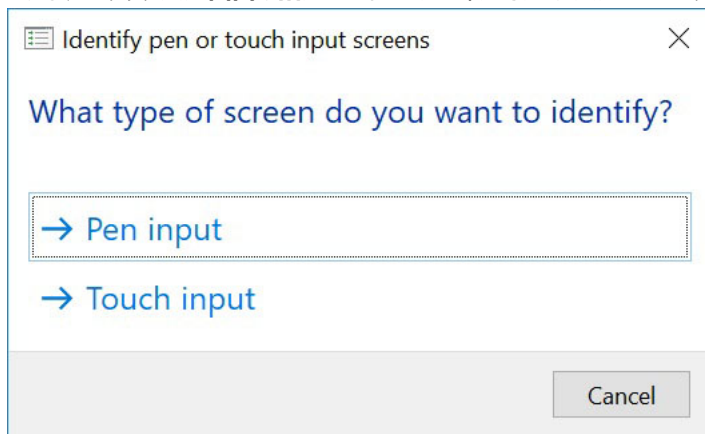 Identify pen or touch input screens
What type of screen do you want to identify?
Pen input
Touch input
Cancel